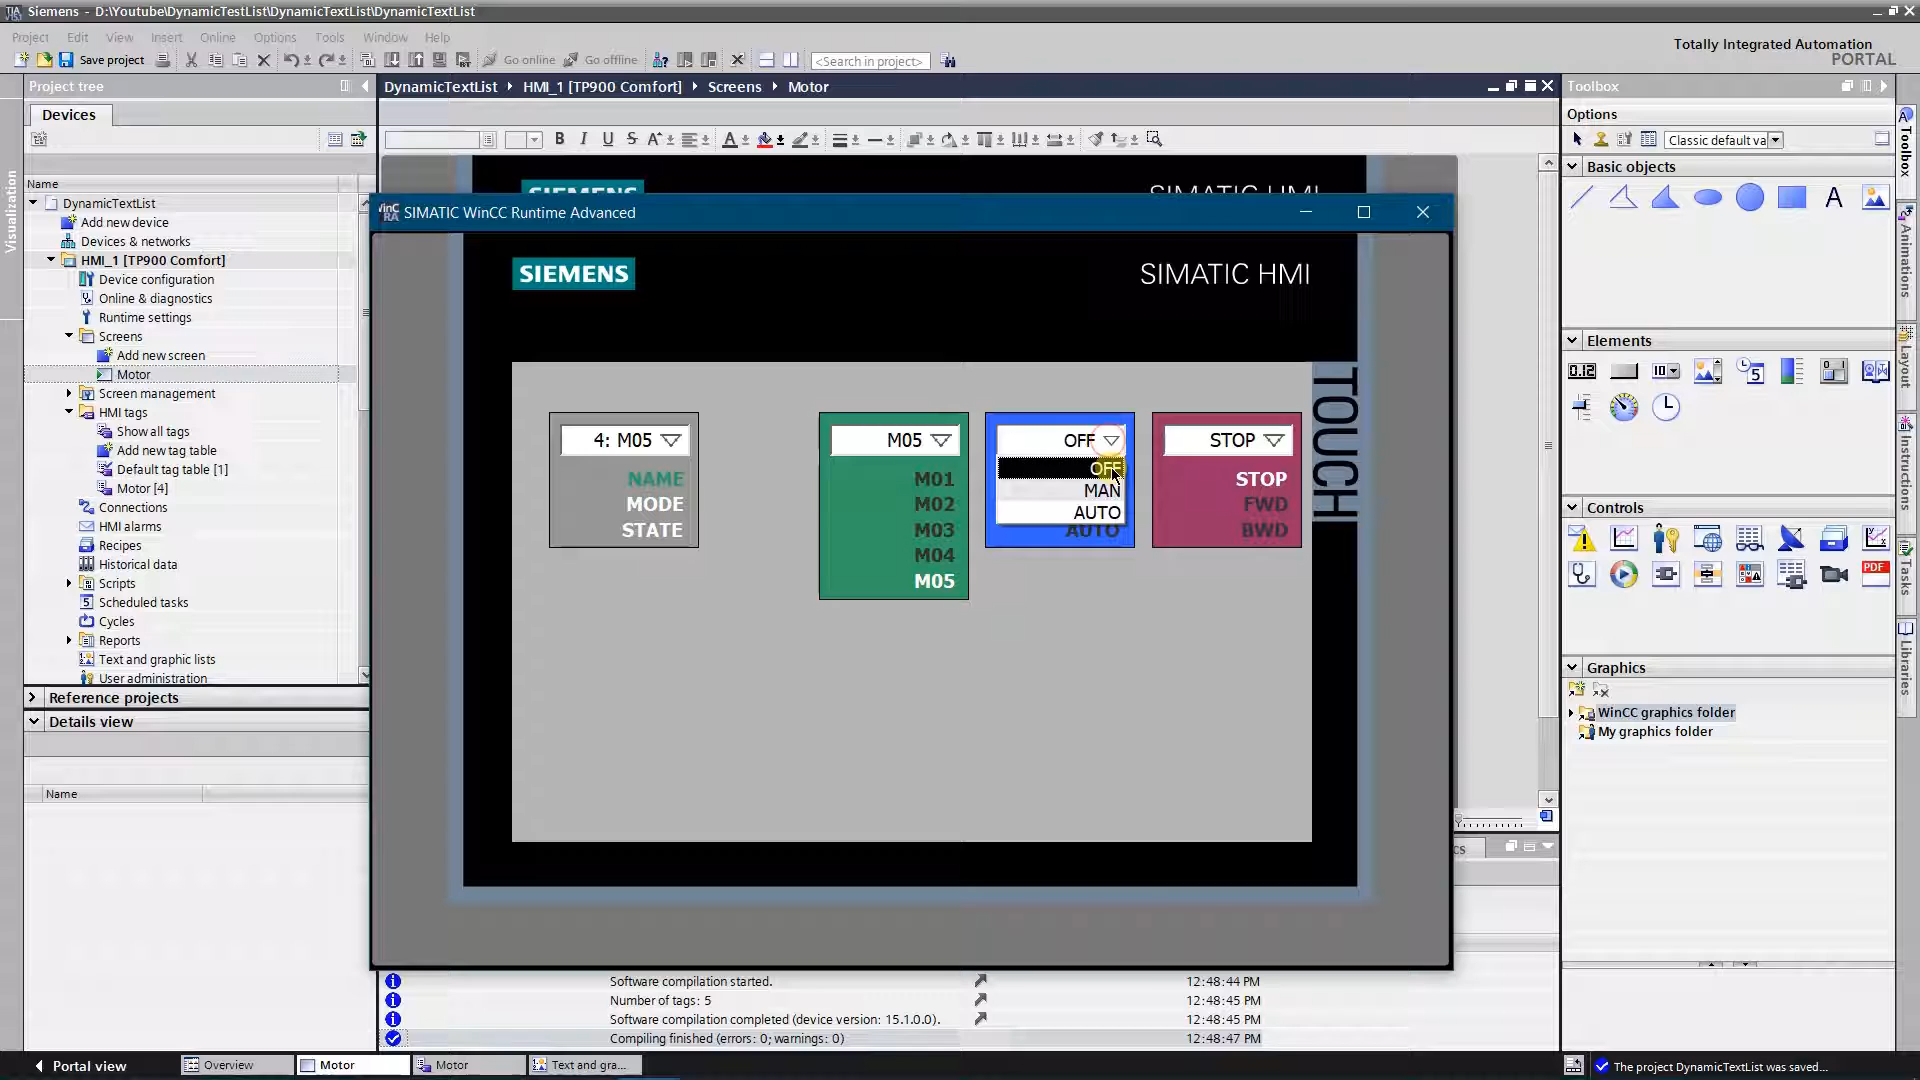 Siemens - D:\Youtube\DynamicTestList\DynamicTextList\DynamicTextList
Project Edit View Insert Online Options Tools Window Help
Totally Integrated Automation
PORTAL
Save project
Go online
Go offline
<Search in project>
Project tree
DynamicTextList
HMI_1 [TP900 Comfort]
Screens
Motor
Toolbox
Devices
Options
B I U S
Classic default va
Name
DynamicTextList
Add new device
Devices & networks
HMI_1 [TP900 Comfort]
Device configuration
Online & diagnostics
Runtime settings
Screens
Add new screen
Motor
Screen management
HMI tags
Show all tags
Add new tag table
Default tag table [1]
Motor [4]
Connections
HMI alarms
Recipes
Historical data
Scripts
Scheduled tasks
Cycles
Reports
Text and graphic lists
User administration
Reference projects
Details view
Name
Visualization
SIMATIC WinCC Runtime Advanced
SIEMENS
SIMATIC HMI
TOUCH
4: M05
NAME
MODE
STATE
M05
M01
M02
M03
M04
M05
OFF
OFF
MAN
AUTO
AUTO
STOP
STOP
FWD
BWD
Basic objects
Elements
Controls
PDF
Graphics
WinCC graphics folder
My graphics folder
Toolbox
Animations
Layout
Instructions
Tasks
Libraries
Software compilation started. 12:48:44 PM
Number of tags: 5 12:48:45 PM
Software compilation completed (device version: 15.1.0.0). 12:48:45 PM
Compiling finished (errors: 0; warnings: 0) 12:48:47 PM
Portal view
Overview
Motor
Motor
Text and gra...
The project DynamicTextList was saved...